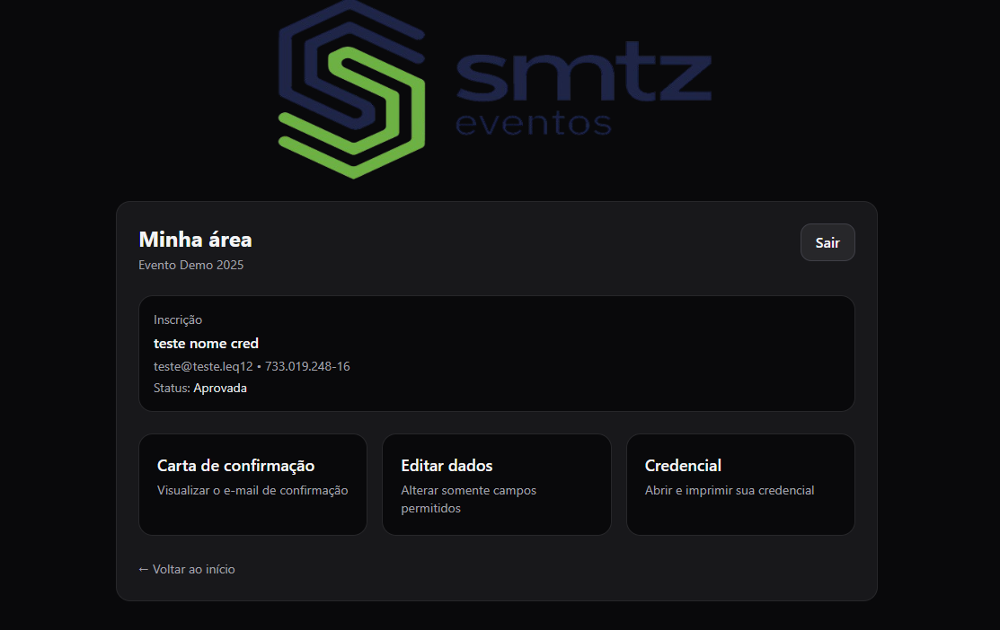 smtz
eventos
Minha área
Sair
Evento Demo 2025
Inscrição
teste nome cred
teste@teste.leq12 • 733.019.248-16
Status: Aprovada
Carta de confirmação
Visualizar o e-mail de confirmação
Editar dados
Alterar somente campos
permitidos
Credencial
Abrir e imprimir sua credencial
← Voltar ao início